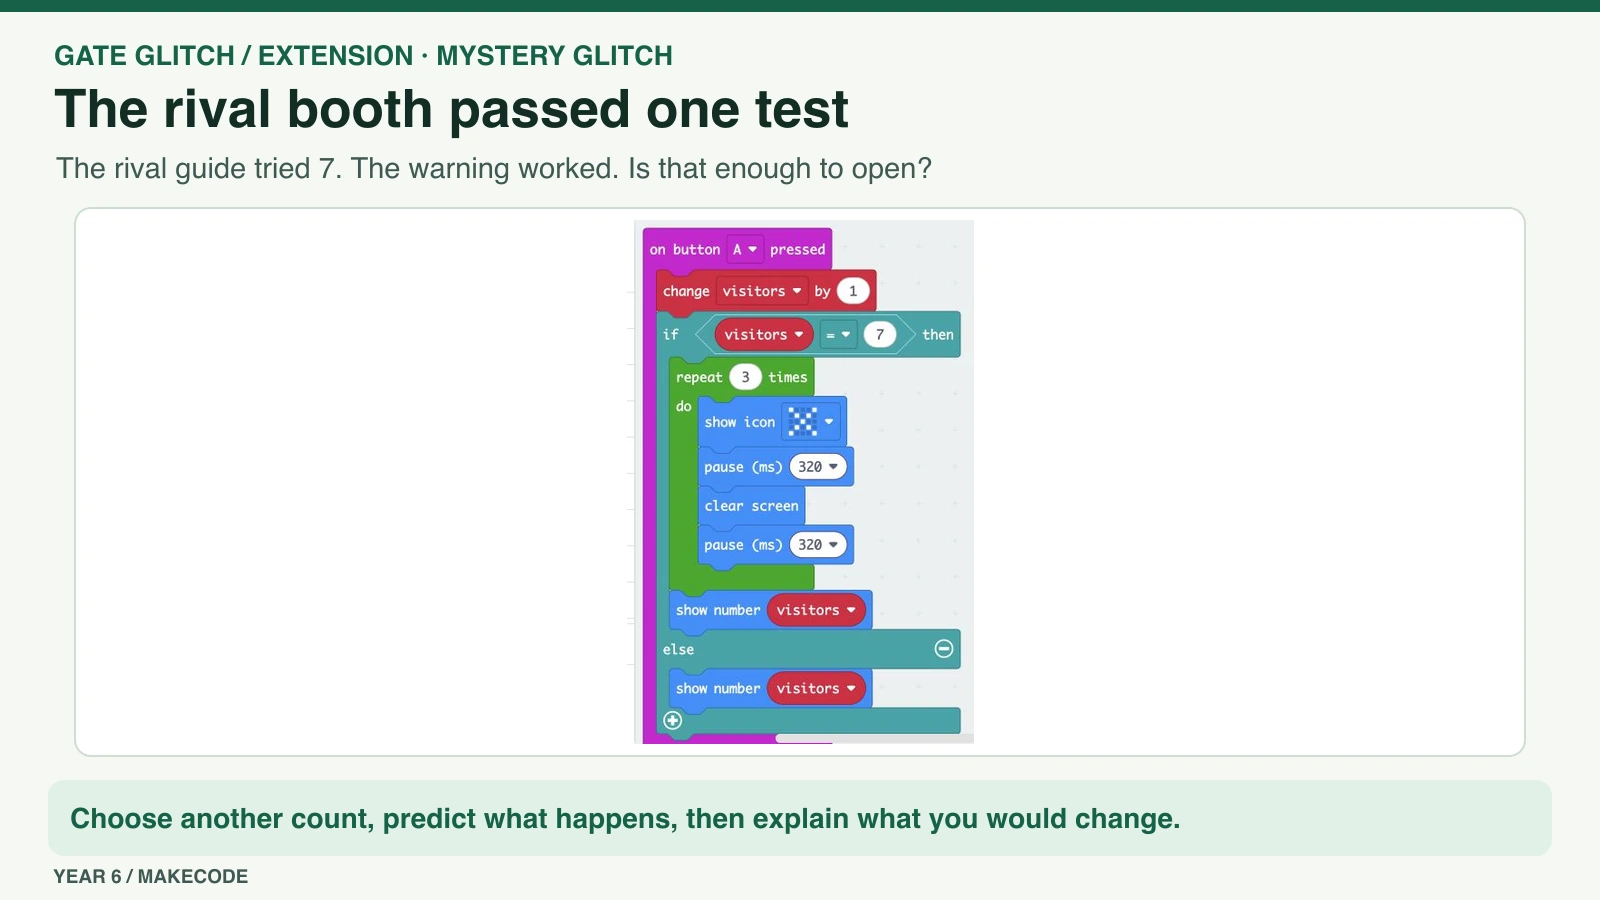 GATE GLITCH / EXTENSION · MYSTERY GLITCH
The rival booth passed one test
The rival guide tried 7. The warning worked. Is that enough to open?
on button A pressed
change visitors by 1
if visitors = 7 then
repeat 3 times
do
show icon
pause (ms) 320
clear screen
pause (ms) 320
show number visitors
else
show number visitors
Choose another count, predict what happens, then explain what you would change.
YEAR 6 / MAKECODE